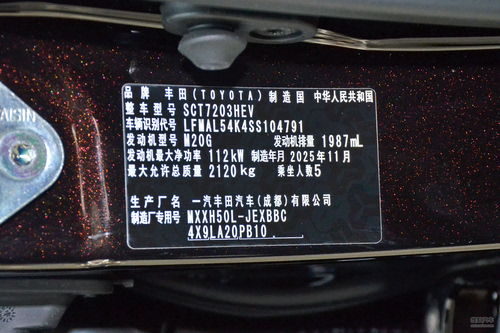 AISIN
品牌 丰田(TOYOTA) 制造国 中华人民共和国
整车型号 SCT7203HEV
车辆识别代号 LFMAL54K4SS104791
发动机型号 M20G 发动机排量 1987mL
发动机最大净功率 112kW 制造年月 2025年11月
最大允许总质量 2120kg 乘坐人数5
生产厂名 一汽丰田汽车(成都)有限公司
制造厂专用号 MXXH50L-JEXBBC
4X9LA20PB10